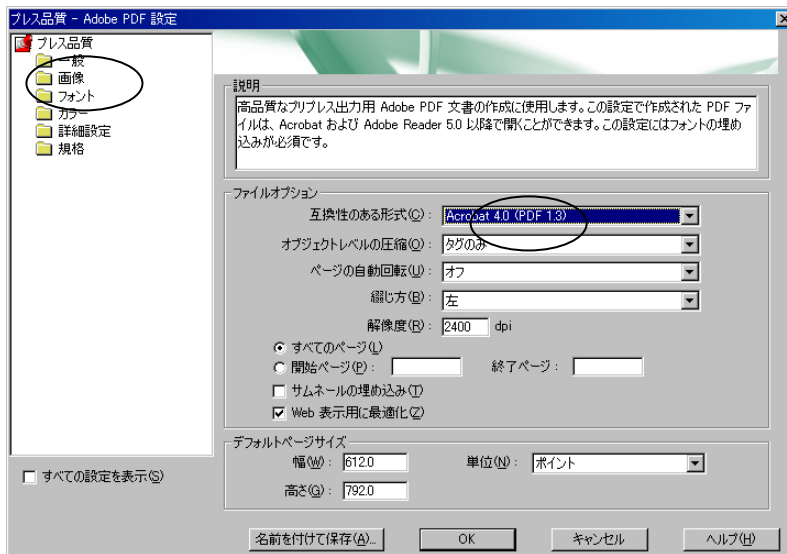 プレス品質 - Adobe PDF 設定
プレス品質
一般
画像
フォント
カラー
詳細設定
規格
すべての設定を表示(S)
説明
高品質なプリプレス出力用 Adobe PDF 文書の作成に使用します。この設定で作成された PDF ファ
イルは、Acrobat および Adobe Reader 5.0 以降で開くことができます。この設定にはフォントの埋め
込みが必須です。
ファイルオプション
互換性のある形式(C)： Acrobat 4.0 (PDF 1.3)
オブジェクトレベルの圧縮(O)： タグのみ
ページの自動回転(U)： オフ
綴じ方(B)： 左
解像度(R)： 2400 dpi
すべてのページ(L)
開始ページ(P)： 終了ページ：
サムネールの埋め込み(T)
Web 表示用に最適化(Z)
デフォルトページサイズ
幅(W)： 612.0 単位(N)： ポイント
高さ(G)： 792.0
名前を付けて保存(A)... OK キャンセル ヘルプ(H)